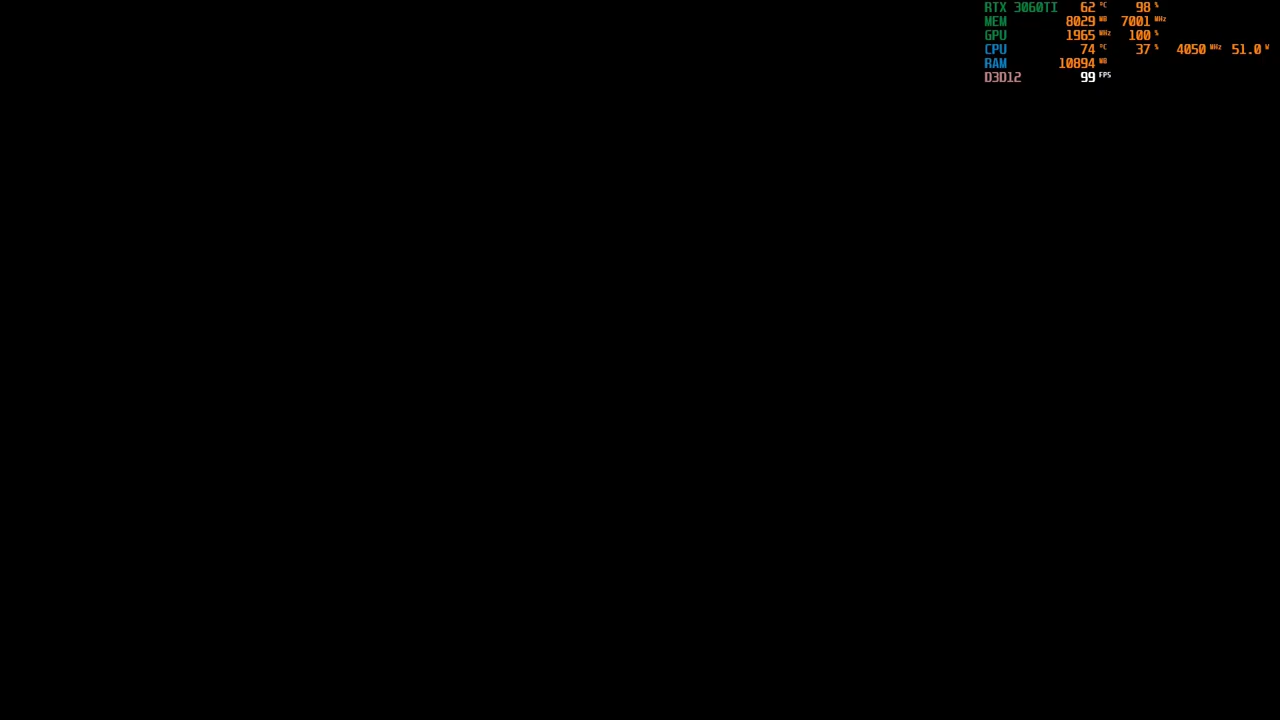 RTX 3060TI 62 °C 98 %
MEM 8029 MB 7001 MHz
GPU 1965 MHz 100 %
CPU 74 °C 37 % 4050 MHz 51.0 W
RAM 10894 MB
D3D12 99 FPS